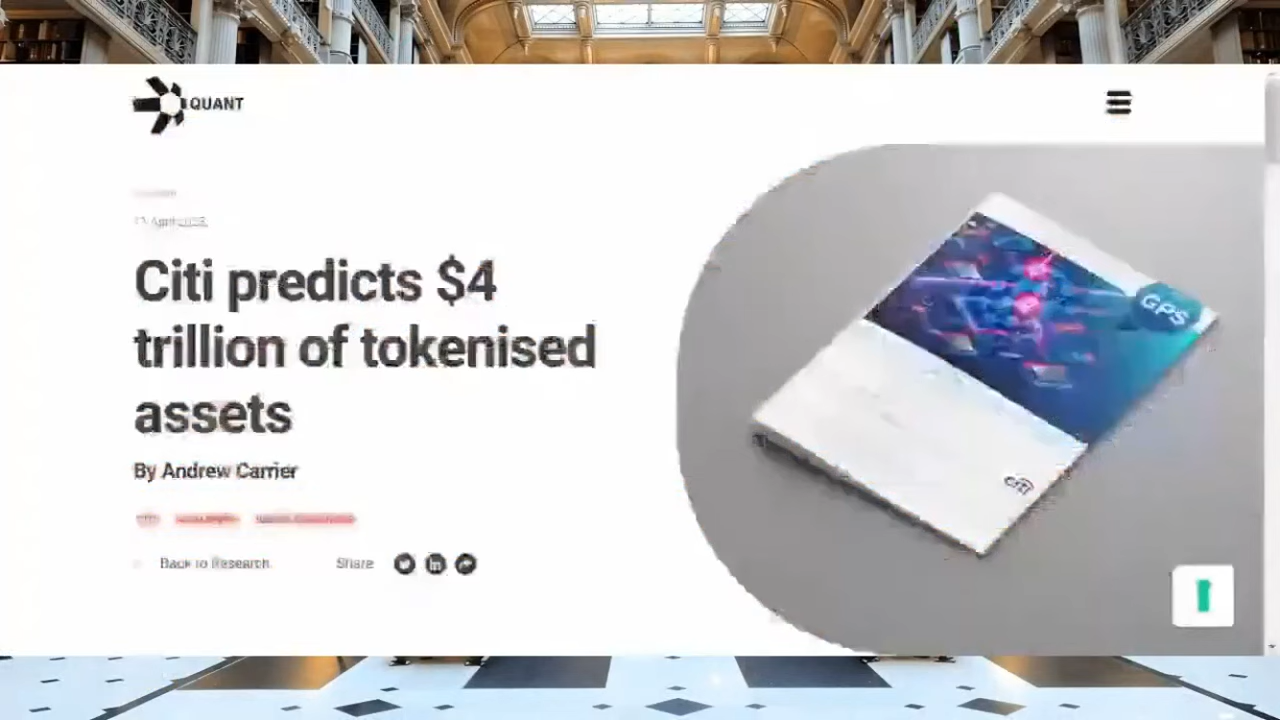 QUANT
Citi predicts $4
trillion of tokenised
assets
By Andrew Carrier
Back to Research
Share
GPS
citi